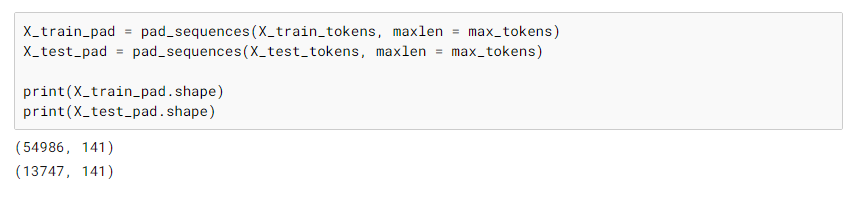 X_train_pad = pad_sequences(X_train_tokens, maxlen = max_tokens)
X_test_pad = pad_sequences(X_test_tokens, maxlen = max_tokens)
print(X_train_pad.shape)
print(X_test_pad.shape)
(54986, 141)
(13747, 141)